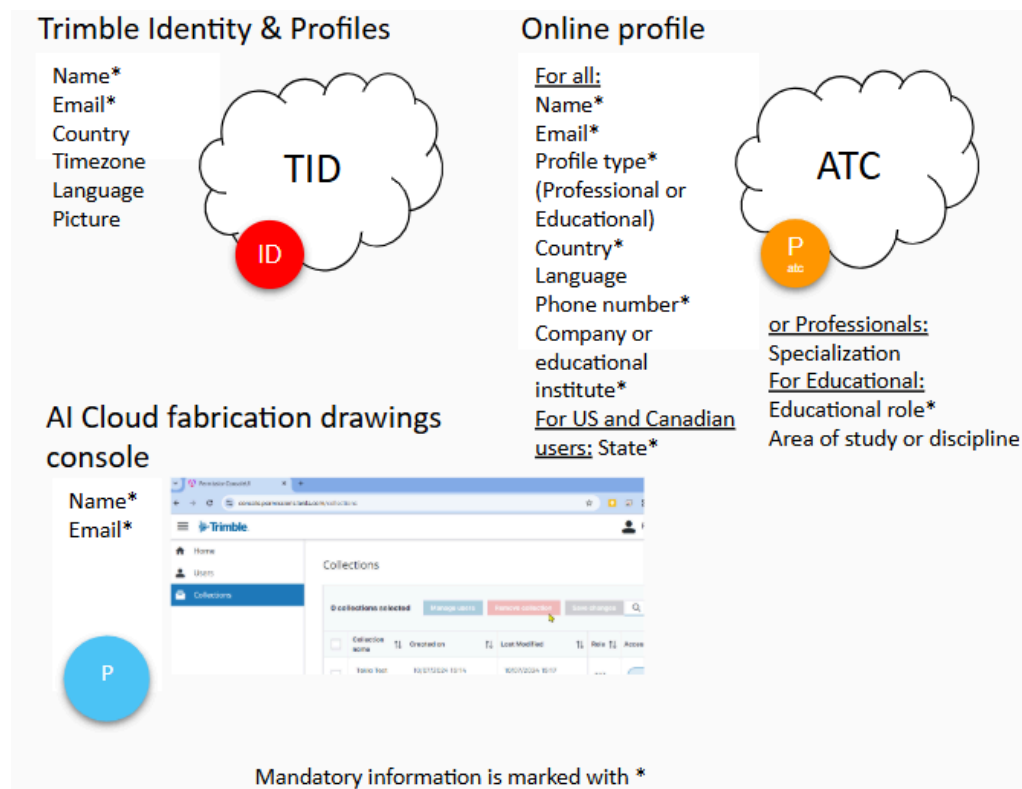 Trimble Identity & Profiles
Name*
Email*
Country
Timezone
Language
Picture
TID
ID
Online profile
For all:
Name*
Email*
Profile type*
(Professional or
Educational)
Country*
Language
Phone number*
Company or
educational
institute*
For US and Canadian
users: State*
ATC
P
atc
or Professionals:
Specialization
For Educational:
Educational role*
Area of study or discipline
AI Cloud fabrication drawings
console
Name*
Email*
P
Trimble
Home
Users
Collections
Collections
0 collections selected
Manage users
Remove collection
Save changes
Collection
name
Created on
Last Modified
Role
Mandatory information is marked with *